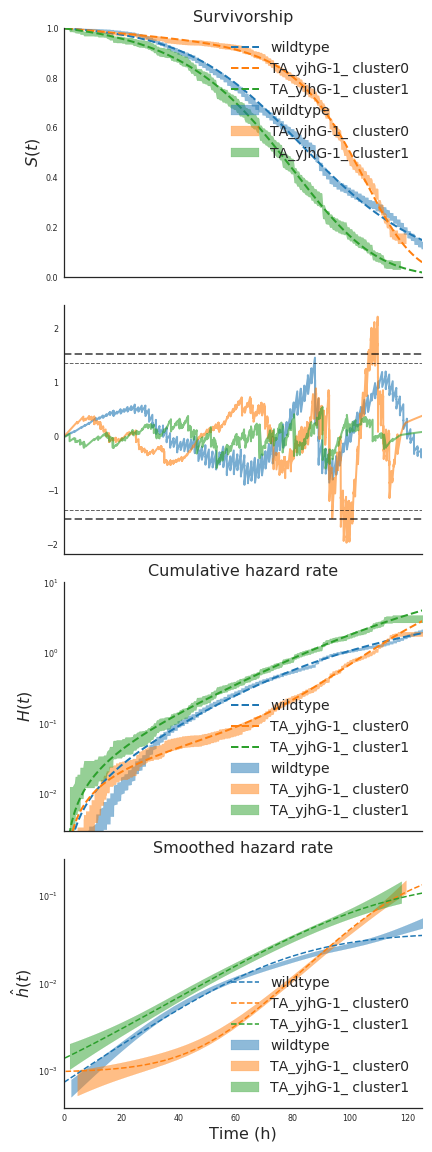 Survivorship
1.0
0.8
0.6
0.4
0.2
0.0
S(t)
wildtype
TA_yjhG-1_ cluster0
TA_yjhG-1_ cluster1
wildtype
TA_yjhG-1_ cluster0
TA_yjhG-1_ cluster1
2
1
0
−1
−2
Cumulative hazard rate
10¹
10⁰
10⁻¹
10⁻²
H(t)
wildtype
TA_yjhG-1_ cluster0
TA_yjhG-1_ cluster1
wildtype
TA_yjhG-1_ cluster0
TA_yjhG-1_ cluster1
Smoothed hazard rate
10⁻¹
10⁻²
10⁻³
ĥ(t)
wildtype
TA_yjhG-1_ cluster0
TA_yjhG-1_ cluster1
wildtype
TA_yjhG-1_ cluster0
TA_yjhG-1_ cluster1
0 20 40 60 80 100 120
Time (h)